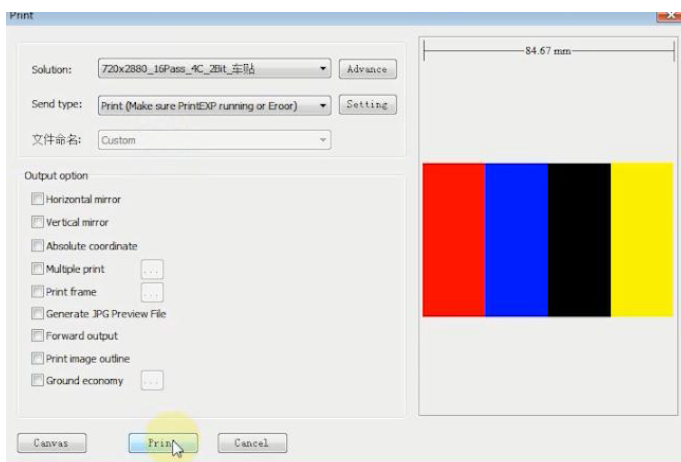 Print
84.67 mm
Solution: 720x2880_16Pass_4C_2Bit_车贴 Advance
Send type: Print (Make sure PrintEXP running or Eroor) Setting
文件命名: Custom
Output option
Horizontal mirror
Vertical mirror
Absolute coordinate
Multiple print ...
Print frame ...
Generate JPG Preview File
Forward output
Print image outline
Ground economy ...
Canvas Print Cancel